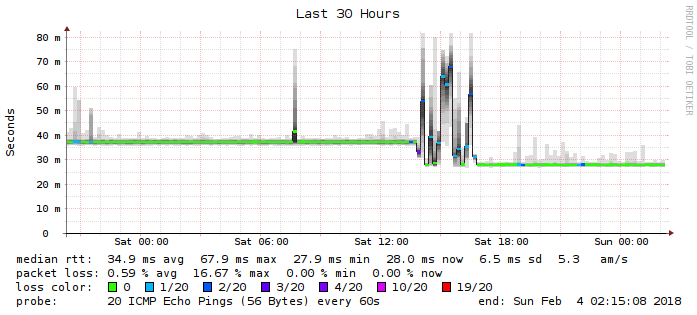 Last 30 Hours
RRDTOOL / TOBI OETIKER
Seconds
80 m
70 m
60 m
50 m
40 m
30 m
20 m
10 m
0
Sat 00:00 Sat 06:00 Sat 12:00 Sat 18:00 Sun 00:00
median rtt: 34.9 ms avg 67.9 ms max 27.9 ms min 28.0 ms now 6.5 ms sd 5.3 am/s
packet loss: 0.59 % avg 16.67 % max 0.00 % min 0.00 % now
loss color: 0 1/20 2/20 3/20 4/20 10/20 19/20
probe: 20 ICMP Echo Pings (56 Bytes) every 60s end: Sun Feb 4 02:15:08 2018